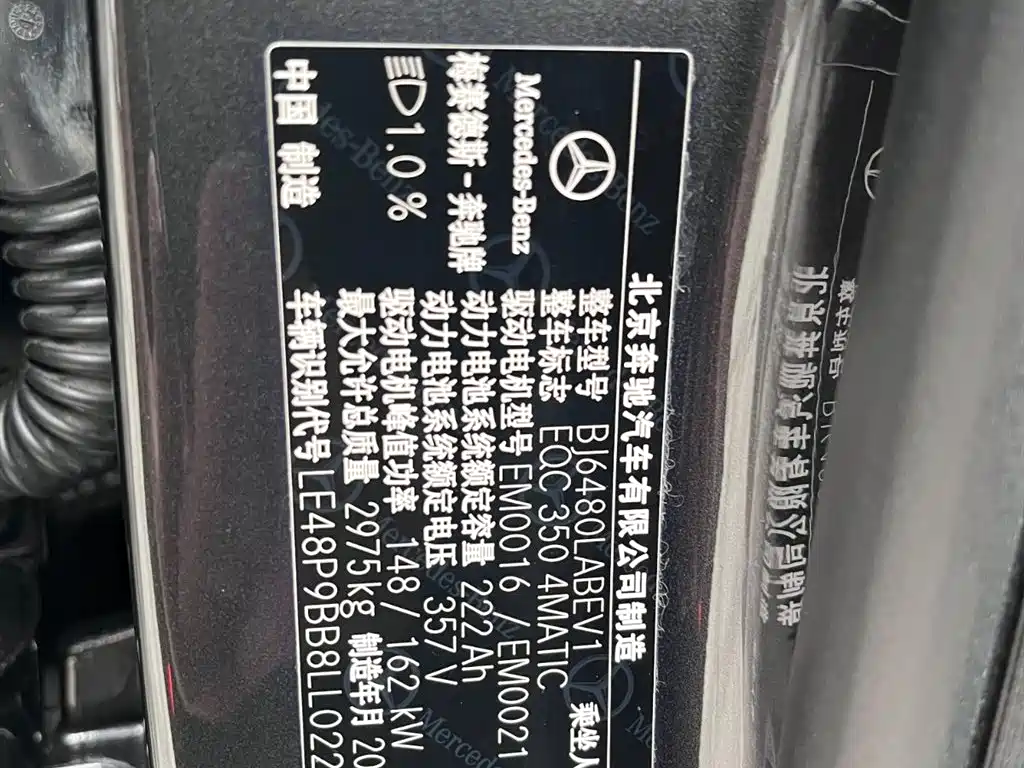 北京奔驰汽车有限公司制造
Mercedes-Benz
梅赛德斯-奔驰牌
1.0 %
中国 制造
整车型号 BJ6480LABEV1 乘坐人
整车标志 EQC 350 4MATIC
驱动电机型号 EM0016 / EM0021
动力电池系统额定容量 222Ah
动力电池系统额定电压 357 V
驱动电机峰值功率 148 / 162 kW
最大允许总质量 2975kg 制造年月 20
车辆识别代号 LE48P9BB8LL022